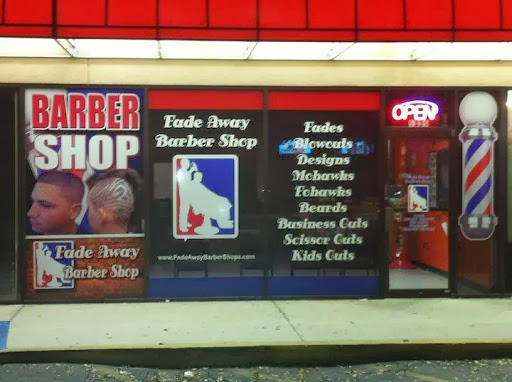 BARBER
SHOP
Fade Away
Barber Shop
Fade Away
Barber Shop
www.FadeAwayBarberShops.com
Fades
Blowouts
Designs
Mohawks
Fohawks
Beards
Business Cuts
Scissor Cuts
Kids Cuts
OPEN